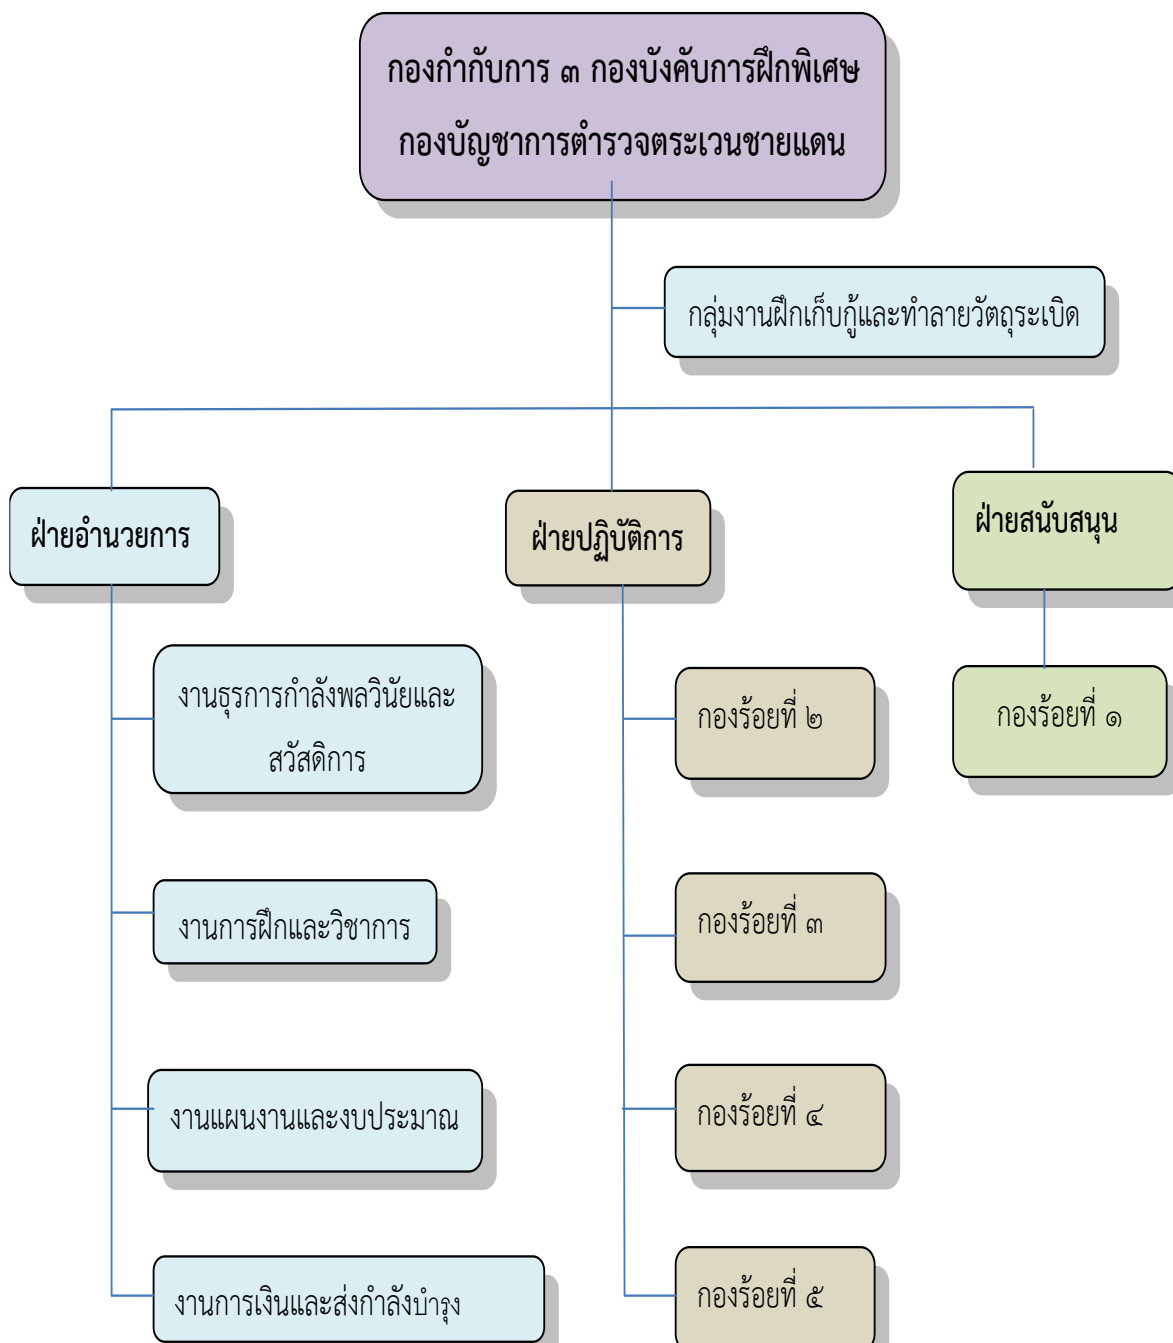 กองกำกับการ ๓ กองบังคับการฝึกพิเศษ
กองบัญชาการตำรวจตระเวนชายแดน
กลุ่มงานฝึกเก็บกู้และทำลายวัตถุระเบิด
ฝ่ายอำนวยการ
งานธุรการกำลังพลวินัยและ
สวัสดิการ
งานการฝึกและวิชาการ
งานแผนงานและงบประมาณ
งานการเงินและส่งกำลังบำรุง
ฝ่ายปฏิบัติการ
กองร้อยที่ ๒
กองร้อยที่ ๓
กองร้อยที่ ๔
กองร้อยที่ ๕
ฝ่ายสนับสนุน
กองร้อยที่ ๑